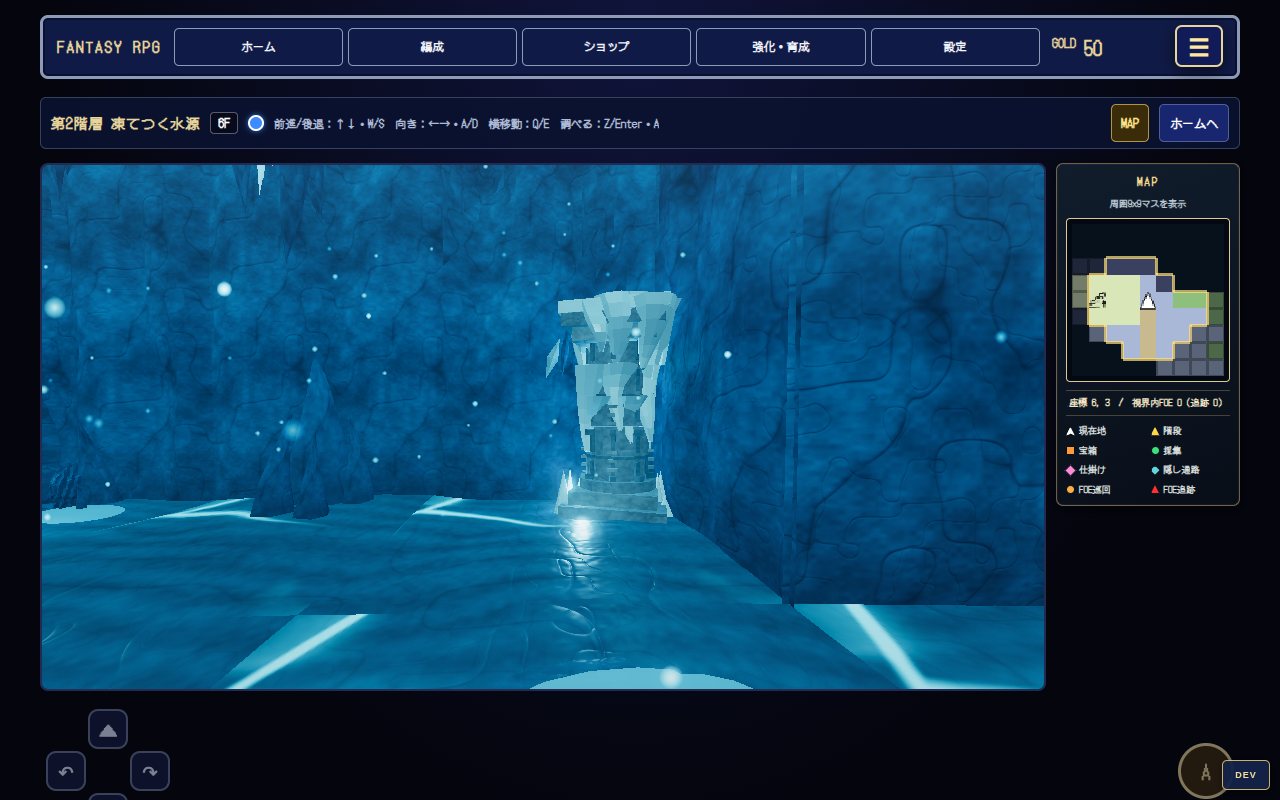 FANTASY RPG
ホーム
編成
ショップ
強化・育成
設定
GOLD 50
第2階層 凍てつく水源
6F
前進/後退：↑↓・W/S 向き：←→・A/D 横移動：Q/E 調べる：Z/Enter・A
MAP
ホームへ
MAP
周囲9x9マスを表示
座標 6, 3 / 視界内FOE 0（追跡 0）
現在地
階段
宝箱
採集
仕掛け
隠し通路
FOE巡回
FOE追跡
A
DEV